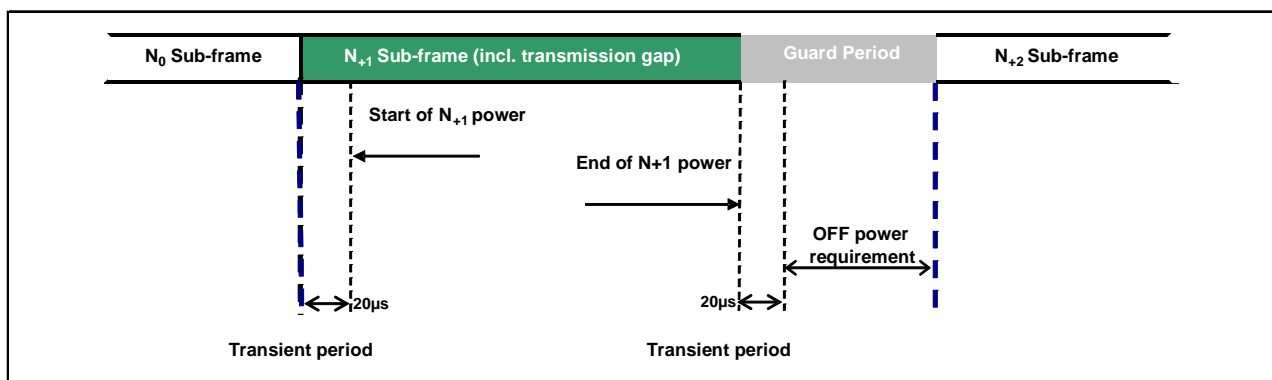 N₀ Sub-frame
N₊₁ Sub-frame (incl. transmission gap)
Guard Period
N₊₂ Sub-frame
Start of N₊₁ power
End of N+1 power
OFF power
requirement
20µs
20µs
Transient period
Transient period